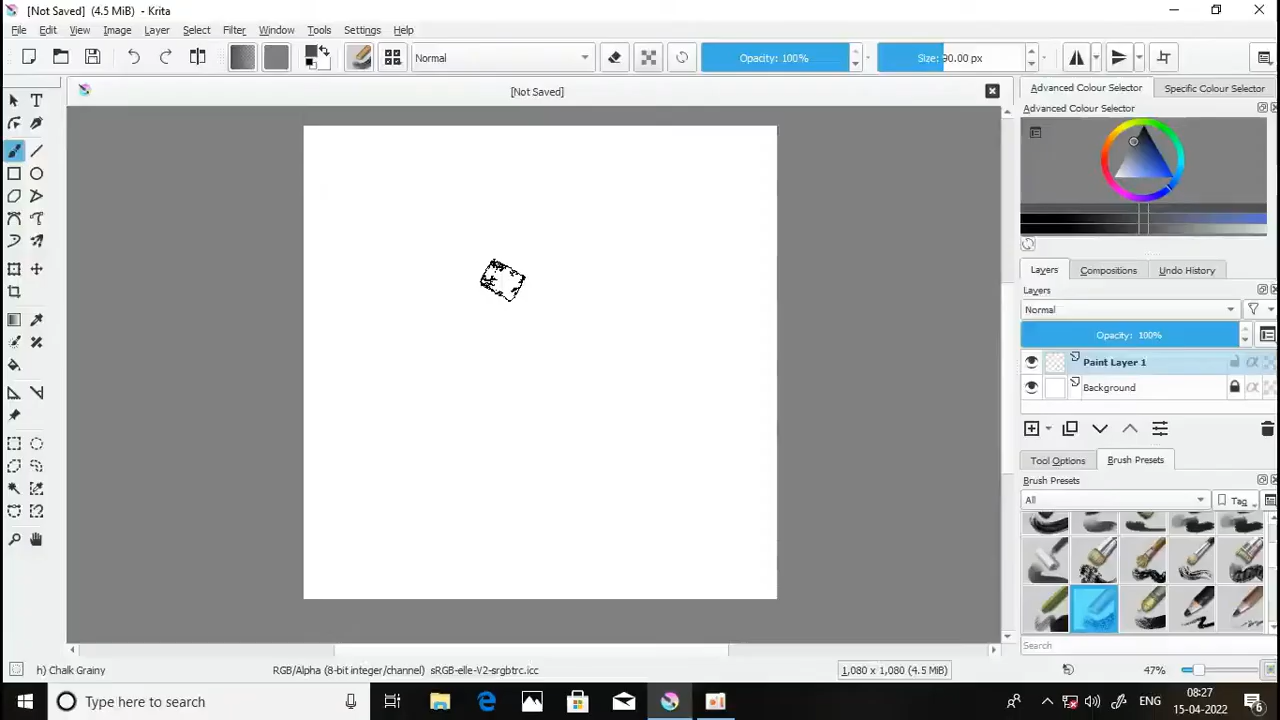 [Not Saved] (4.5 MiB) - Krita
File Edit View Image Layer Select Filter Window Tools Settings Help
Normal Opacity: 100% Size: 90.00 px
[Not Saved]
Advanced Colour Selector Specific Colour Selector
Advanced Colour Selector
Layers Compositions Undo History
Layers
Normal
Opacity: 100%
Paint Layer 1
Background
Tool Options Brush Presets
Brush Presets
All Tag
Search
h) Chalk Grainy RGB/Alpha (8-bit integer/channel) sRGB-elle-V2-srgbtrc.icc 1,080 x 1,080 (4.5 MiB) 47%
Type here to search ENG 08:27
15-04-2022 6